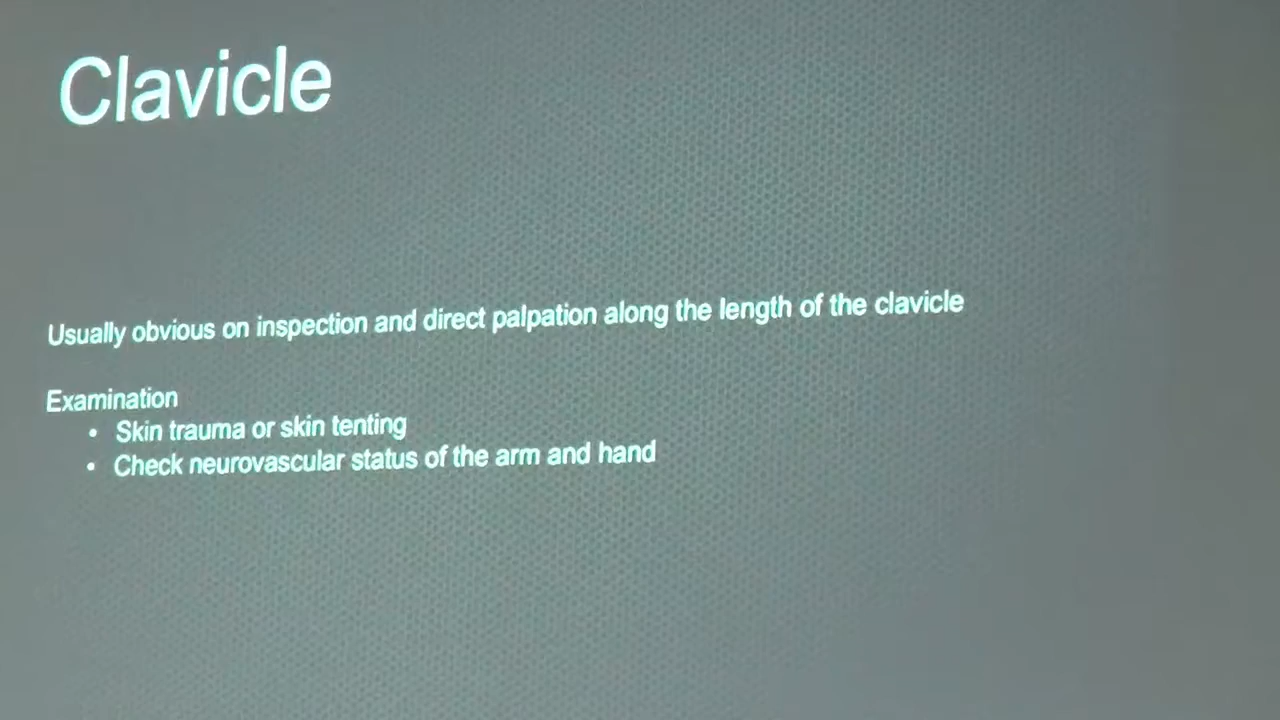 Clavicle
Usually obvious on inspection and direct palpation along the length of the clavicle
Examination
• Skin trauma or skin tenting
• Check neurovascular status of the arm and hand